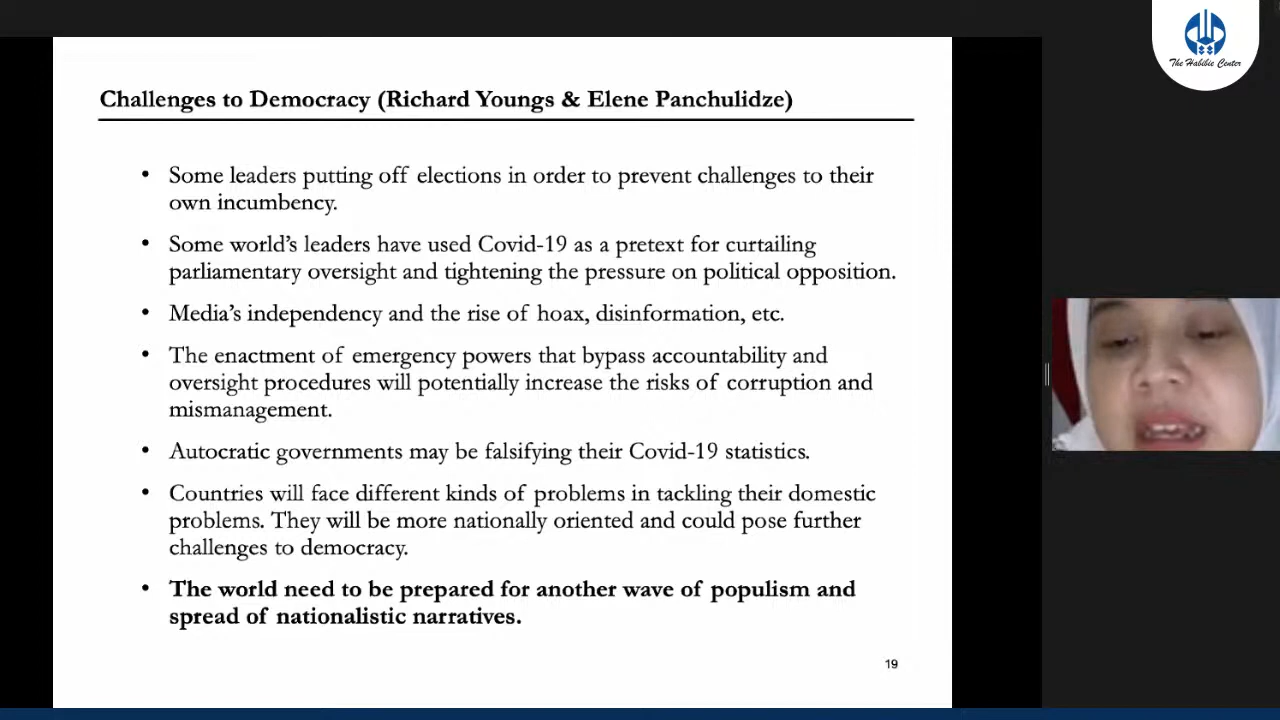 The Habibie Center
Challenges to Democracy (Richard Youngs & Elene Panchulidze)
• Some leaders putting off elections in order to prevent challenges to their
own incumbency.
• Some world's leaders have used Covid-19 as a pretext for curtailing
parliamentary oversight and tightening the pressure on political opposition.
• Media's independency and the rise of hoax, disinformation, etc.
• The enactment of emergency powers that bypass accountability and
oversight procedures will potentially increase the risks of corruption and
mismanagement.
• Autocratic governments may be falsifying their Covid-19 statistics.
• Countries will face different kinds of problems in tackling their domestic
problems. They will be more nationally oriented and could pose further
challenges to democracy.
• The world need to be prepared for another wave of populism and
spread of nationalistic narratives.
19